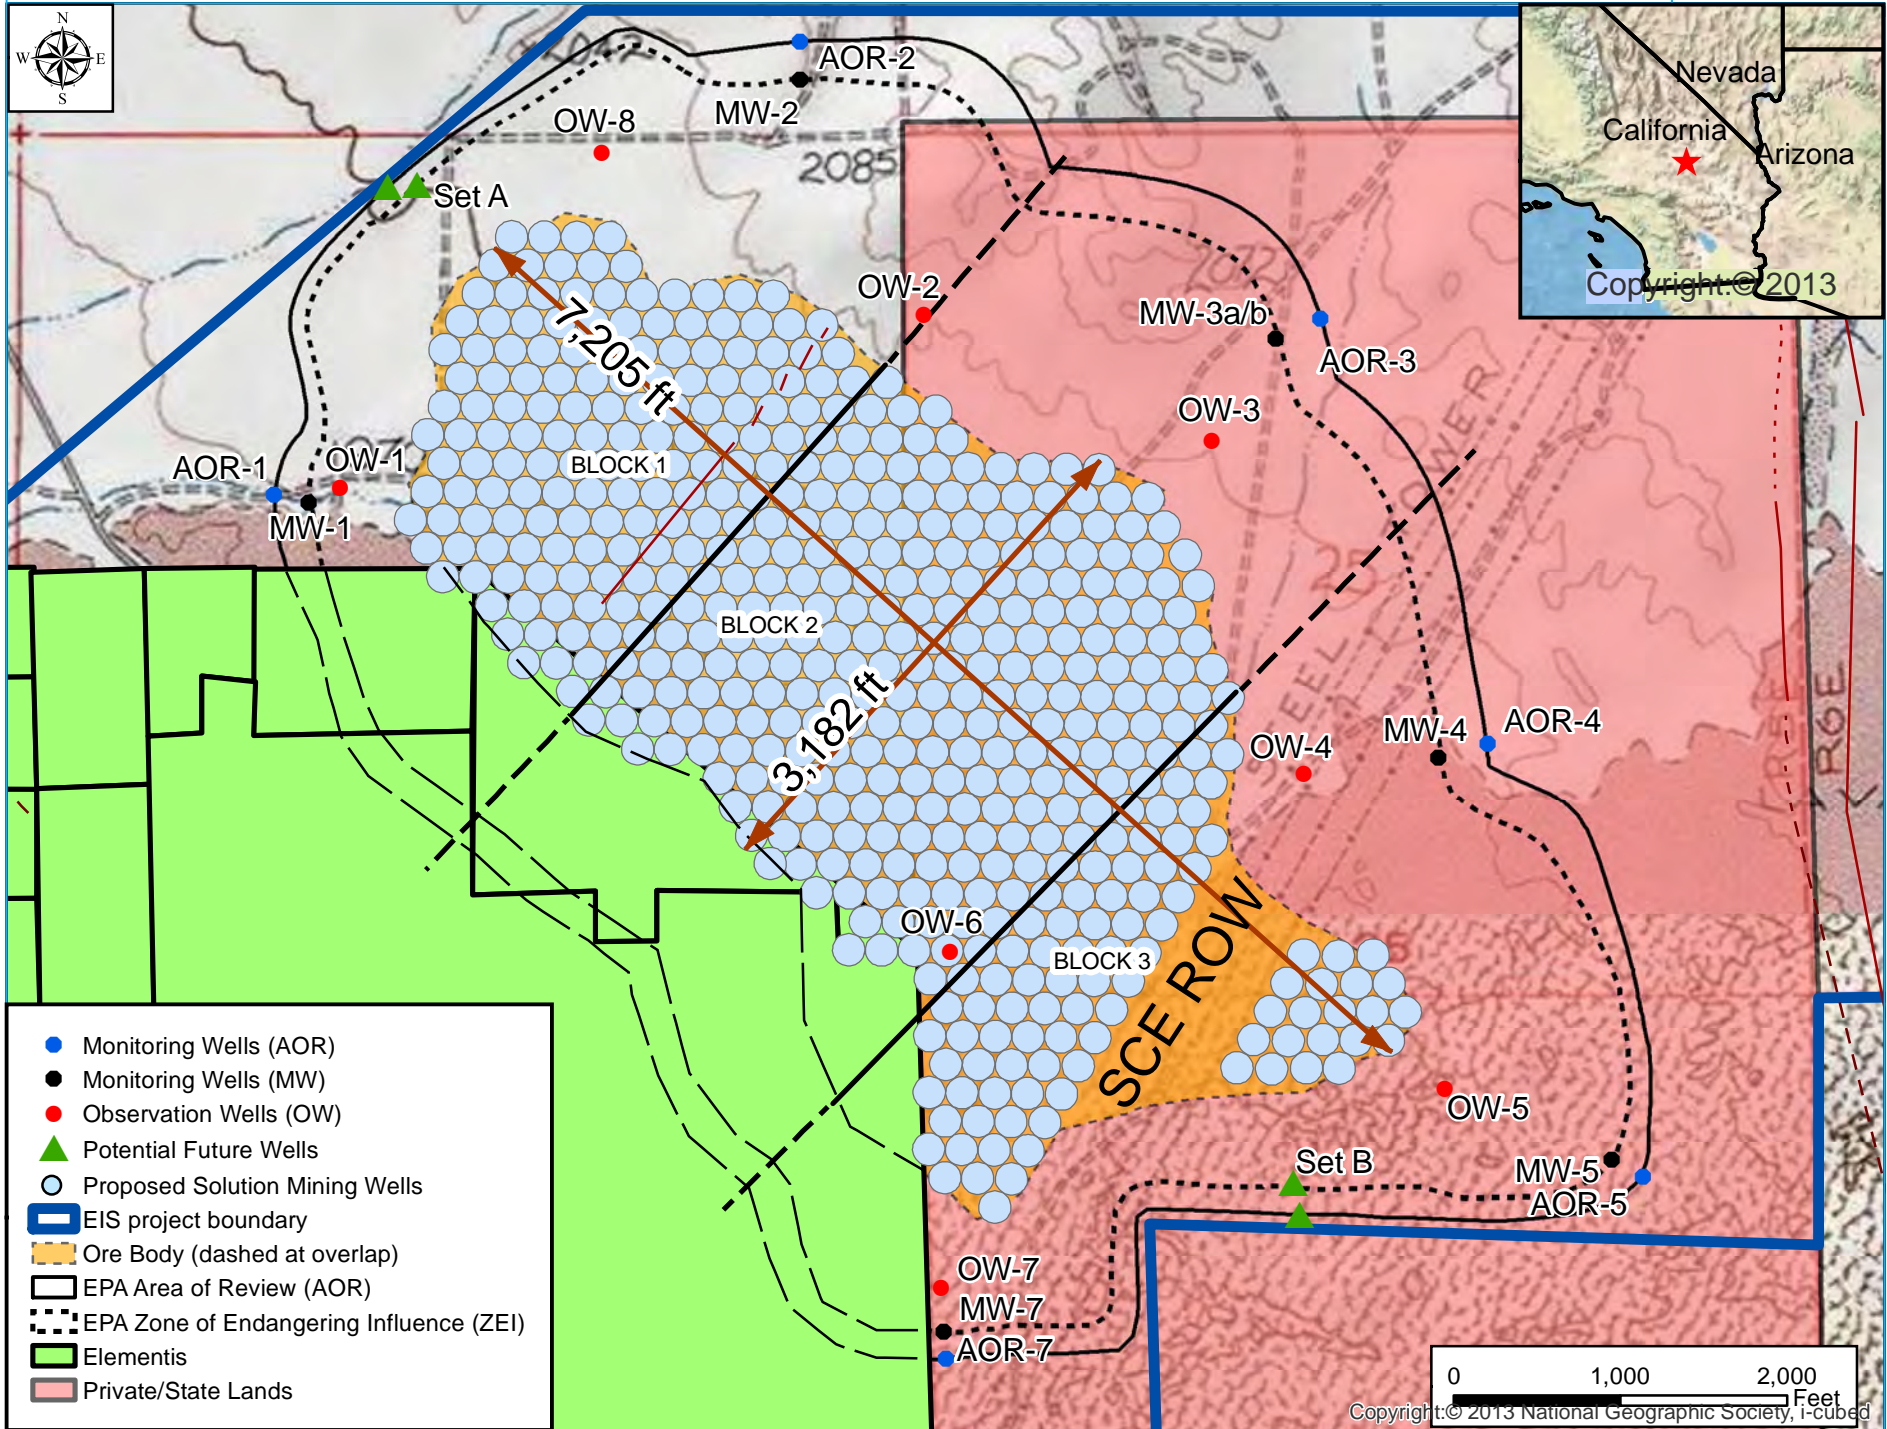 N
W E
S
AOR-2
MW-2
OW-8
2085
Set A
Nevada
California
Arizona
Copyright:© 2013
OW-2
MW-3a/b
AOR-3
7,205 ft
OW-3
AOR-1
OW-1
MW-1
BLOCK 1
POWER
25
BLOCK 2
3,182 ft
R6E
MW-4
AOR-4
OW-4
OW-6
BLOCK 3
SCE ROW
OW-5
Set B
MW-5
AOR-5
OW-7
MW-7
AOR-7
Monitoring Wells (AOR)
Monitoring Wells (MW)
Observation Wells (OW)
Potential Future Wells
Proposed Solution Mining Wells
EIS project boundary
Ore Body (dashed at overlap)
EPA Area of Review (AOR)
EPA Zone of Endangering Influence (ZEI)
Elementis
Private/State Lands
0 1,000 2,000
Feet
Copyright:© 2013 National Geographic Society, i-cubed